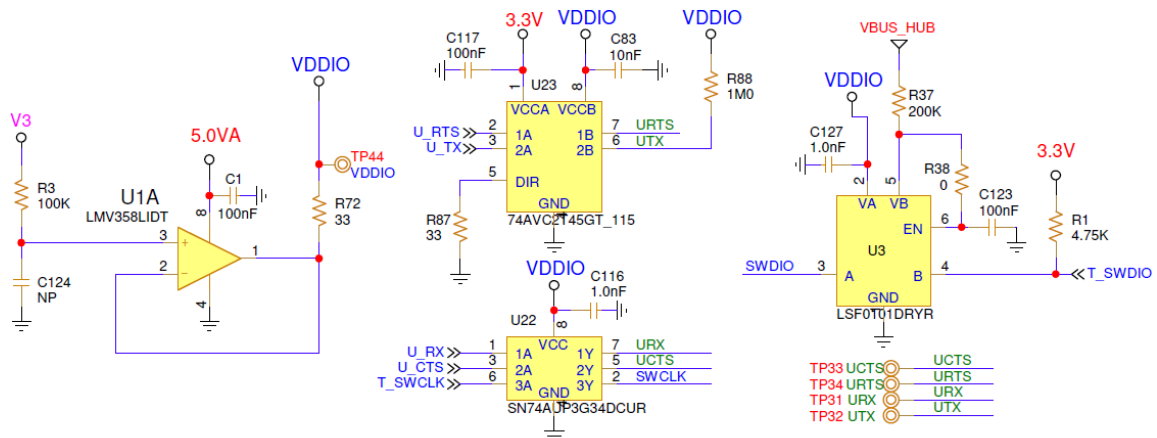 V3
R3
100K
C124
NP
U1A
LMV358LIDT
5.0VA
C1
100nF
8
3
+
2
−
1
4
VDDIO
TP44
VDDIO
R72
33
C117
100nF
3.3V
VDDIO
C83
10nF
VDDIO
R88
1M0
U23
1
8
VCCA
VCCB
U_RTS
2
1A
1B
7
URTS
U_TX
3
2A
2B
6
UTX
5
DIR
GND
4
74AVC2T45GT_115
R87
33
VDDIO
C116
1.0nF
U22
8
VCC
U_RX
1
1A
1Y
7
URX
U_CTS
3
2A
2Y
5
UCTS
T_SWCLK
6
3A
3Y
2
SWCLK
GND
4
SN74AUP3G34DCUR
VBUS_HUB
R37
200K
VDDIO
C127
1.0nF
R38
0
C123
100nF
3.3V
R1
4.75K
2
5
VA
VB
6
EN
U3
SWDIO
3
A
B
4
T_SWDIO
GND
1
LSF0101DRYR
TP33 UCTS
UCTS
TP34 URTS
URTS
TP31 URX
URX
TP32 UTX
UTX